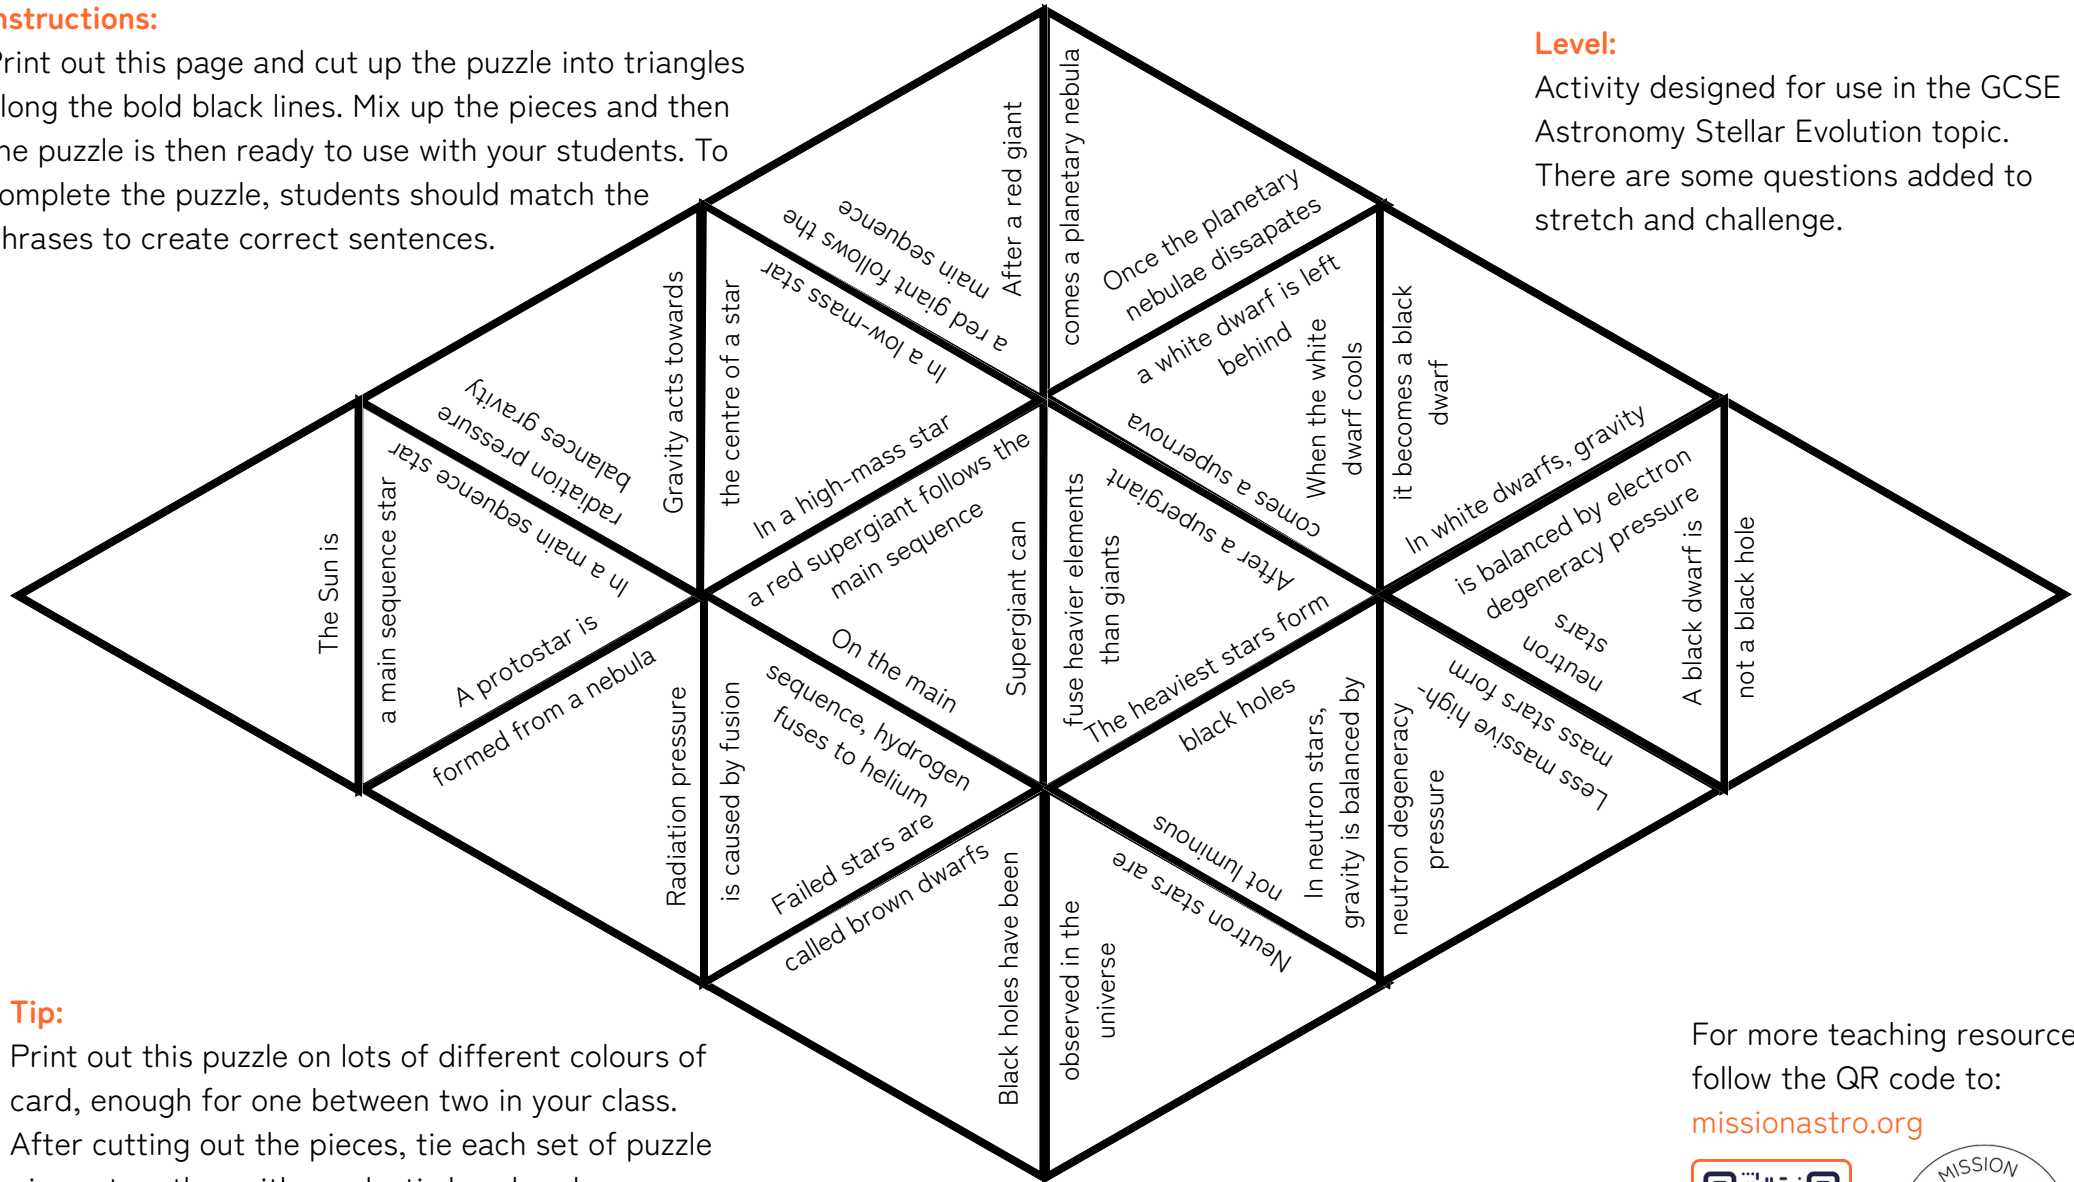 nstructions:
Print out this page and cut up the puzzle into triangles
long the bold black lines. Mix up the pieces and then
he puzzle is then ready to use with your students. To
omplete the puzzle, students should match the
hrases to create correct sentences.
Level:
Activity designed for use in the GCSE
Astronomy Stellar Evolution topic.
There are some questions added to
stretch and challenge.
After a red giant
comes a planetary nebula
a red giant follows the
main sequence
In a low-mass star
Once the planetary
nebulae dissapates
a white dwarf is left
behind
When the white
dwarf cools
it becomes a black
dwarf
Gravity acts towards
the centre of a star
radiation pressure
balances gravity
In a main sequence star
The Sun is
a main sequence star
A protostar is
formed from a nebula
In a high-mass star
a red supergiant follows the
main sequence
Supergiant can
fuse heavier elements
than giants
After a supergiant
comes a supernova
In white dwarfs, gravity
is balanced by electron
degeneracy pressure
A black dwarf is
not a black hole
neutron
stars
Less massive high-
mass stars form
The heaviest stars form
black holes
In neutron stars,
gravity is balanced by
neutron degeneracy
pressure
On the main
sequence, hydrogen
fuses to helium
Radiation pressure
is caused by fusion
Failed stars are
called brown dwarfs
Black holes have been
observed in the
universe
Neutron stars are
not luminous
Tip:
Print out this puzzle on lots of different colours of
card, enough for one between two in your class.
After cutting out the pieces, tie each set of puzzle
For more teaching resource
follow the QR code to:
missionastro.org
MISSION